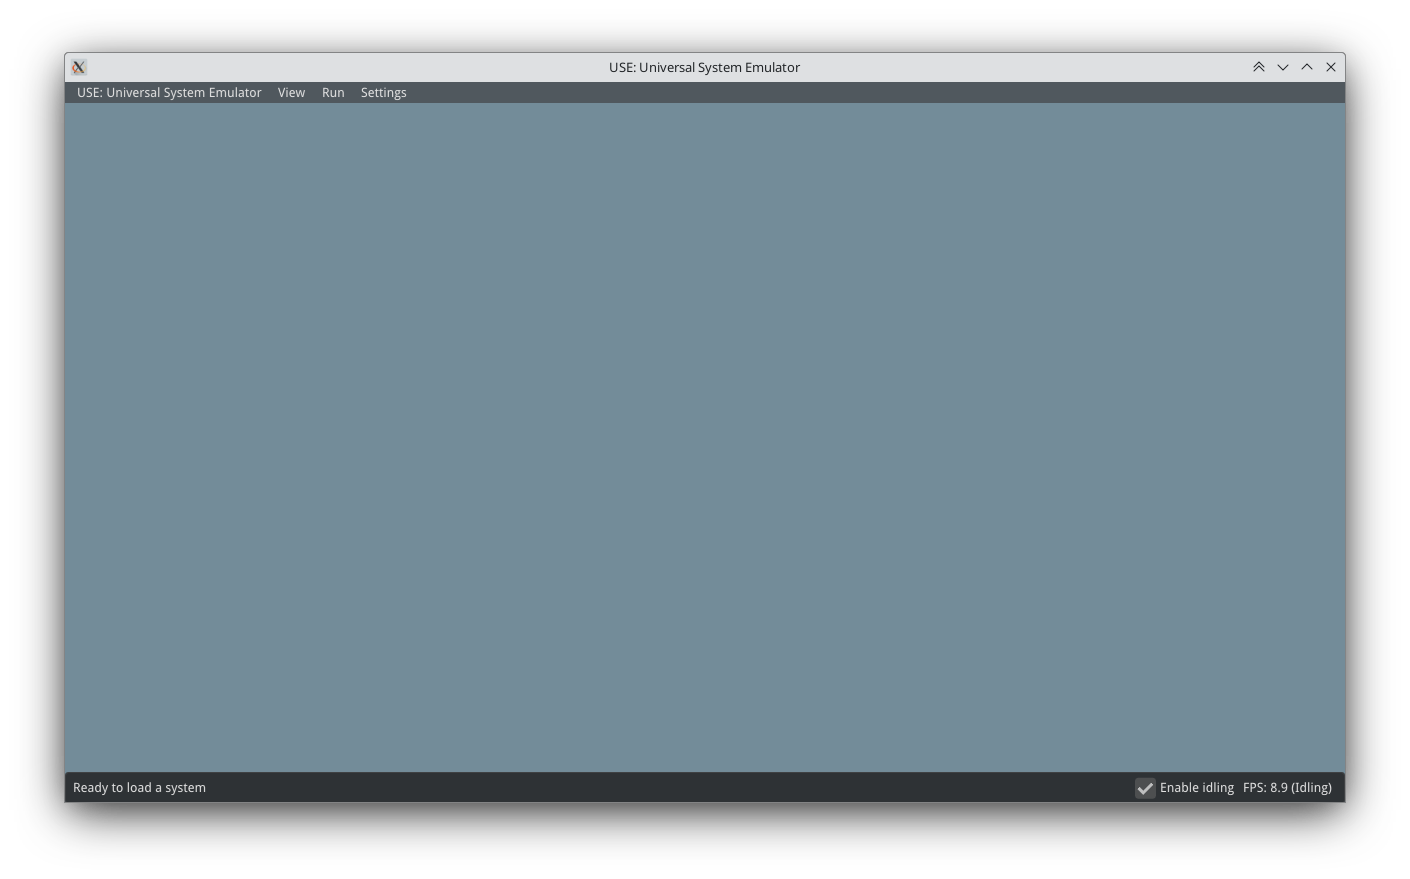 USE: Universal System Emulator
USE: Universal System Emulator View Run Settings
Ready to load a system Enable idling FPS: 8.9 (Idling)